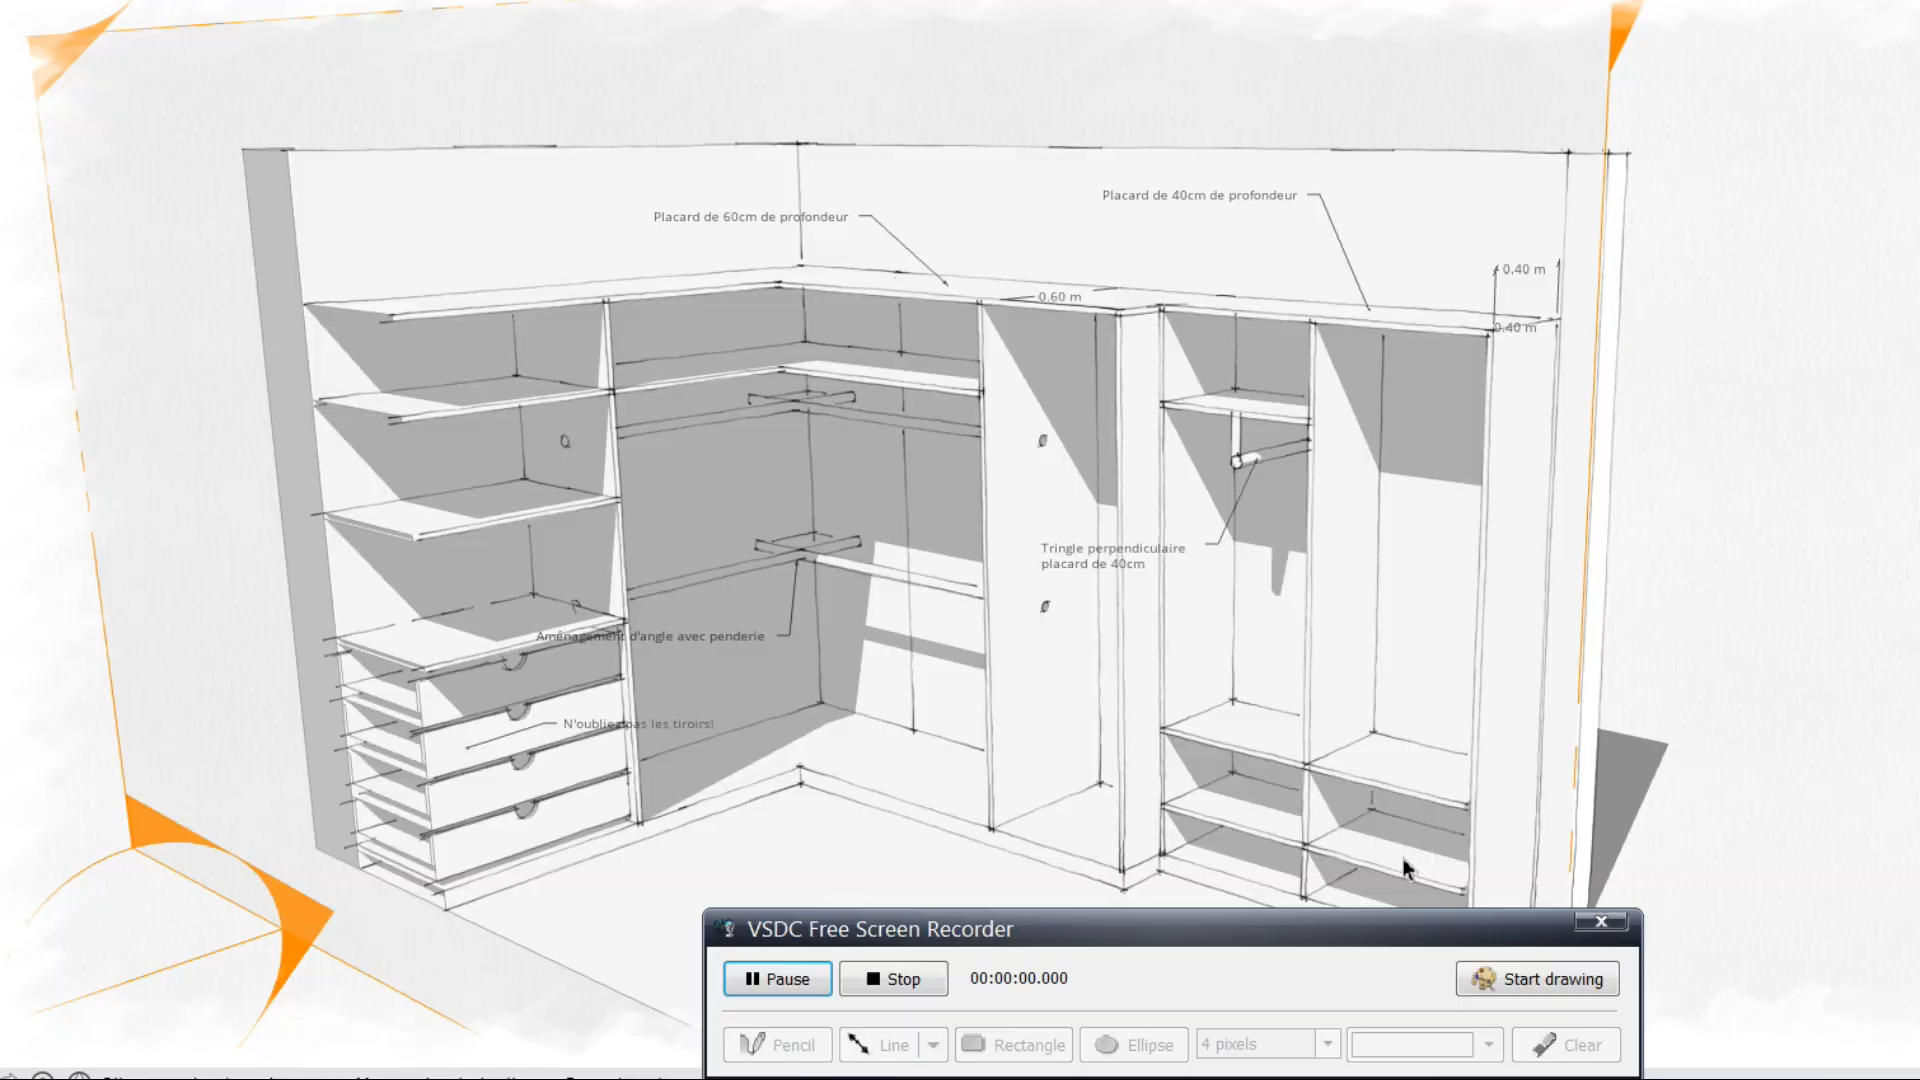 Placard de 40cm de profondeur
Placard de 60cm de profondeur
0,40 m
0.60 m
0.40 m
Tringle perpendiculaire
placard de 40cm
Aménagement d'angle avec penderie
N'oubliez pas les tiroirs!
VSDC Free Screen Recorder
Pause
Stop
00:00:00.000
Start drawing
Pencil
Line
Rectangle
Ellipse
4 pixels
Clear